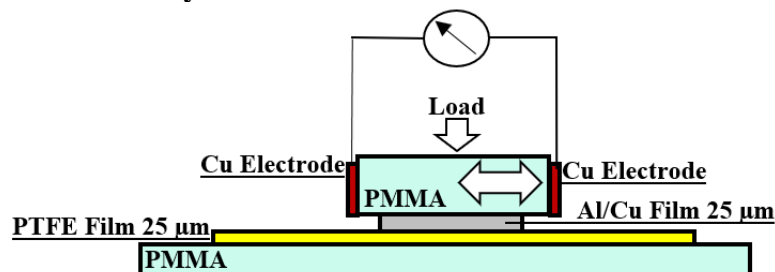 Load
Cu Electrode
Cu Electrode
PMMA
Al/Cu Film 25 μm
PTFE Film 25 μm
PMMA